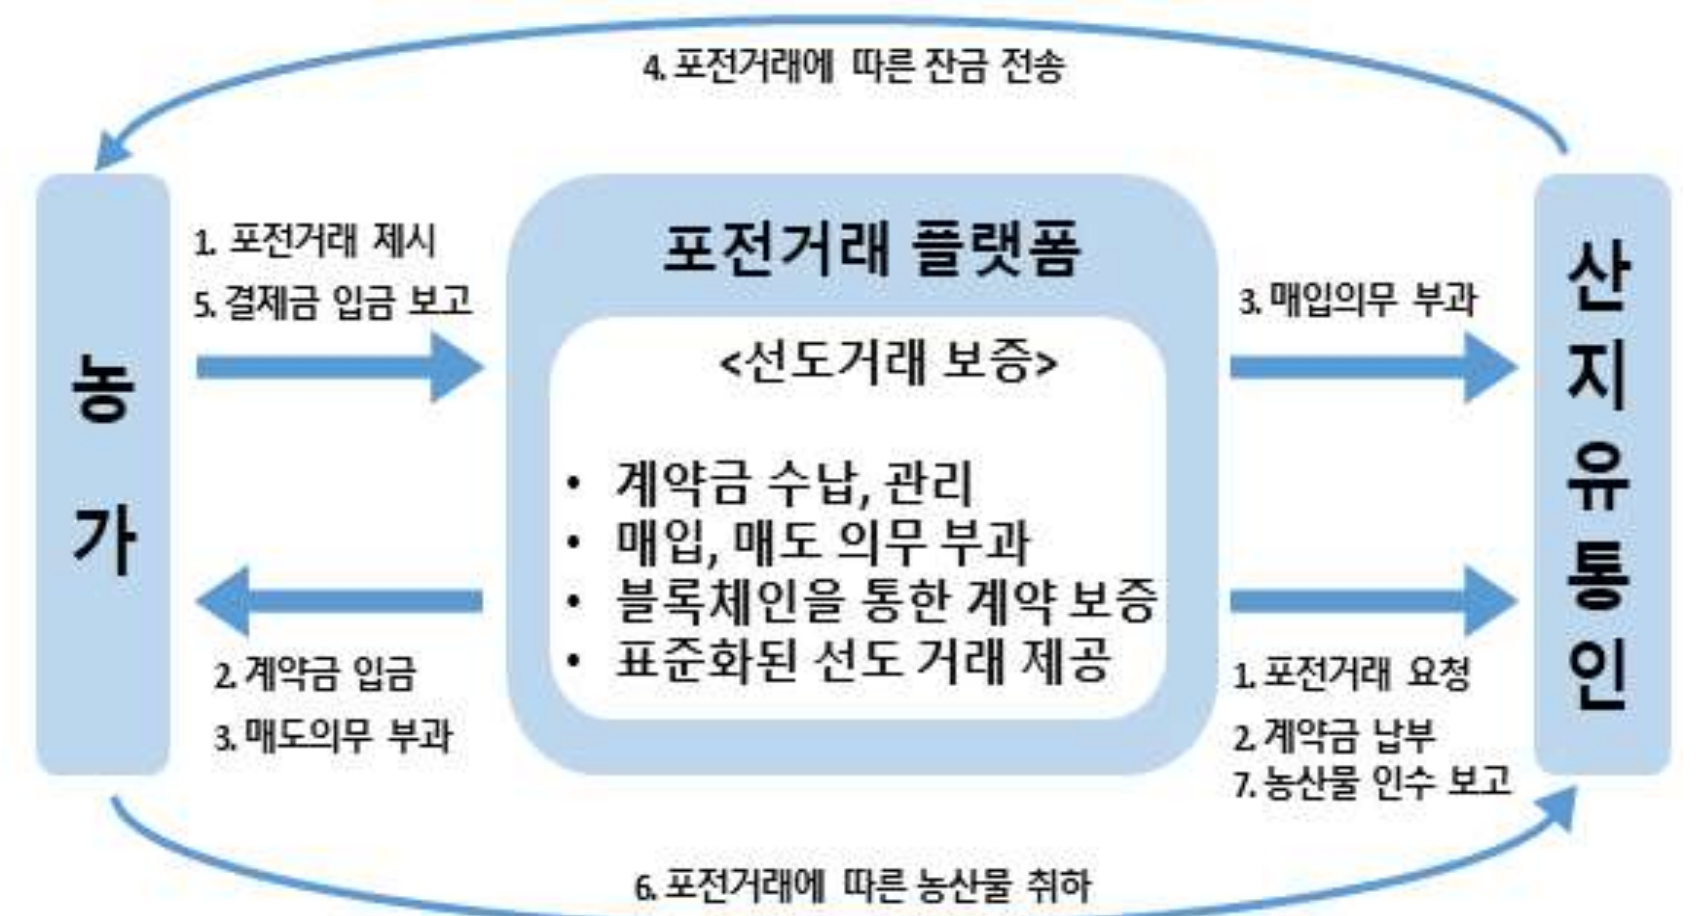 4. 포전거래에 따른 잔금 전송
농가
1. 포전거래 제시
5. 결제금 입금 보고
2. 계약금 입금
3. 매도의무 부과
포전거래 플랫폼
<선도거래 보증>
• 계약금 수납, 관리
• 매입, 매도 의무 부과
• 블록체인을 통한 계약 보증
• 표준화된 선도 거래 제공
3. 매입의무 부과
1. 포전거래 요청
2. 계약금 납부
7. 농산물 인수 보고
산지유통인
6. 포전거래에 따른 농산물 취하